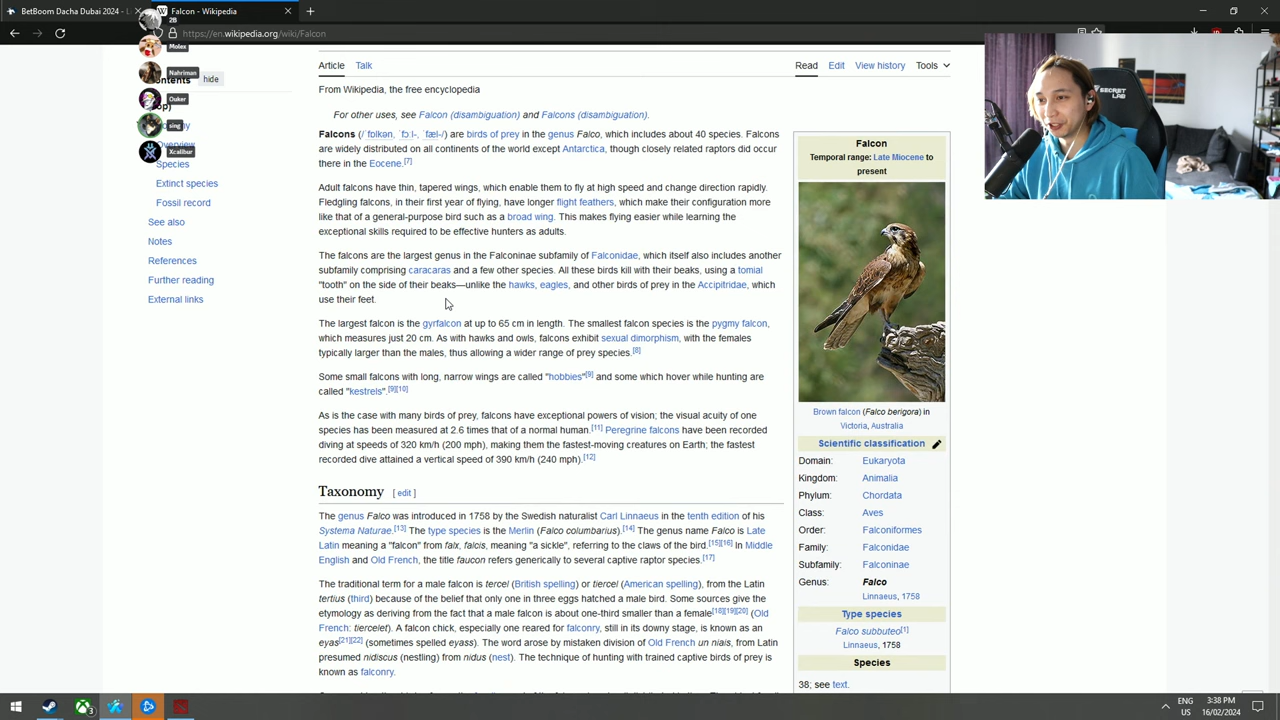 BetBoom Dacha Dubai 2024 - L
Falcon - Wikipedia
https://en.wikipedia.org/wiki/Falcon
2B
Molex
Nahriman
Ouker
sing
Xcalibur
hide
Species
Extinct species
Fossil record
See also
Notes
References
Further reading
External links
Article Talk
Read Edit View history Tools
From Wikipedia, the free encyclopedia
For other uses, see Falcon (disambiguation) and Falcons (disambiguation).
Falcons (/ˈfɒlkən, ˈfɔːl-, ˈfæl-/) are birds of prey in the genus Falco, which includes about 40 species. Falcons
are widely distributed on all continents of the world except Antarctica, though closely related raptors did occur
there in the Eocene.[7]
Adult falcons have thin, tapered wings, which enable them to fly at high speed and change direction rapidly.
Fledgling falcons, in their first year of flying, have longer flight feathers, which make their configuration more
like that of a general-purpose bird such as a broad wing. This makes flying easier while learning the
exceptional skills required to be effective hunters as adults.
The falcons are the largest genus in the Falconinae subfamily of Falconidae, which itself also includes another
subfamily comprising caracaras and a few other species. All these birds kill with their beaks, using a tomial
"tooth" on the side of their beaks—unlike the hawks, eagles, and other birds of prey in the Accipitridae, which
use their feet.
The largest falcon is the gyrfalcon at up to 65 cm in length. The smallest falcon species is the pygmy falcon,
which measures just 20 cm. As with hawks and owls, falcons exhibit sexual dimorphism, with the females
typically larger than the males, thus allowing a wider range of prey species.[8]
Some small falcons with long, narrow wings are called "hobbies"[9] and some which hover while hunting are
called "kestrels".[9][10]
As is the case with many birds of prey, falcons have exceptional powers of vision; the visual acuity of one
species has been measured at 2.6 times that of a normal human.[11] Peregrine falcons have been recorded
diving at speeds of 320 km/h (200 mph), making them the fastest-moving creatures on Earth; the fastest
recorded dive attained a vertical speed of 390 km/h (240 mph).[12]
Taxonomy [ edit ]
The genus Falco was introduced in 1758 by the Swedish naturalist Carl Linnaeus in the tenth edition of his
Systema Naturae.[13] The type species is the Merlin (Falco columbarius).[14] The genus name Falco is Late
Latin meaning a "falcon" from falx, falcis, meaning "a sickle", referring to the claws of the bird.[15][16] In Middle
English and Old French, the title faucon refers generically to several captive raptor species.[17]
The traditional term for a male falcon is tercel (British spelling) or tiercel (American spelling), from the Latin
tertius (third) because of the belief that only one in three eggs hatched a male bird. Some sources give the
etymology as deriving from the fact that a male falcon is about one-third smaller than a female[18][19][20] (Old
French: tiercelet). A falcon chick, especially one reared for falconry, still in its downy stage, is known as an
eyas[21][22] (sometimes spelled eyass). The word arose by mistaken division of Old French un niais, from Latin
presumed nidiscus (nestling) from nidus (nest). The technique of hunting with trained captive birds of prey is
known as falconry.
Falcon
Temporal range: Late Miocene to
present
Brown falcon (Falco berigora) in
Victoria, Australia
Scientific classification
Domain: Eukaryota
Kingdom: Animalia
Phylum: Chordata
Class: Aves
Order: Falconiformes
Family: Falconidae
Subfamily: Falconinae
Genus: Falco
Linnaeus, 1758
Type species
Falco subbuteo[1]
Linnaeus, 1758
Species
38; see text.
SECRETLAB
ENG
US
3:38 PM
16/02/2024